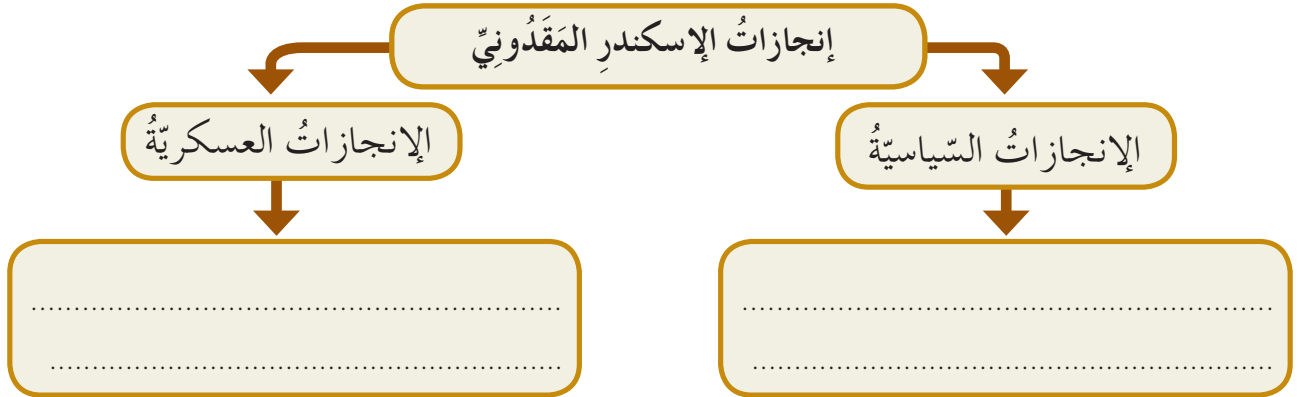 إنجازاتُ الإسكندرِ المَقَدُونِيِّ
الإنجازاتُ السّياسيّةُ
الإنجازاتُ العسكريّةُ